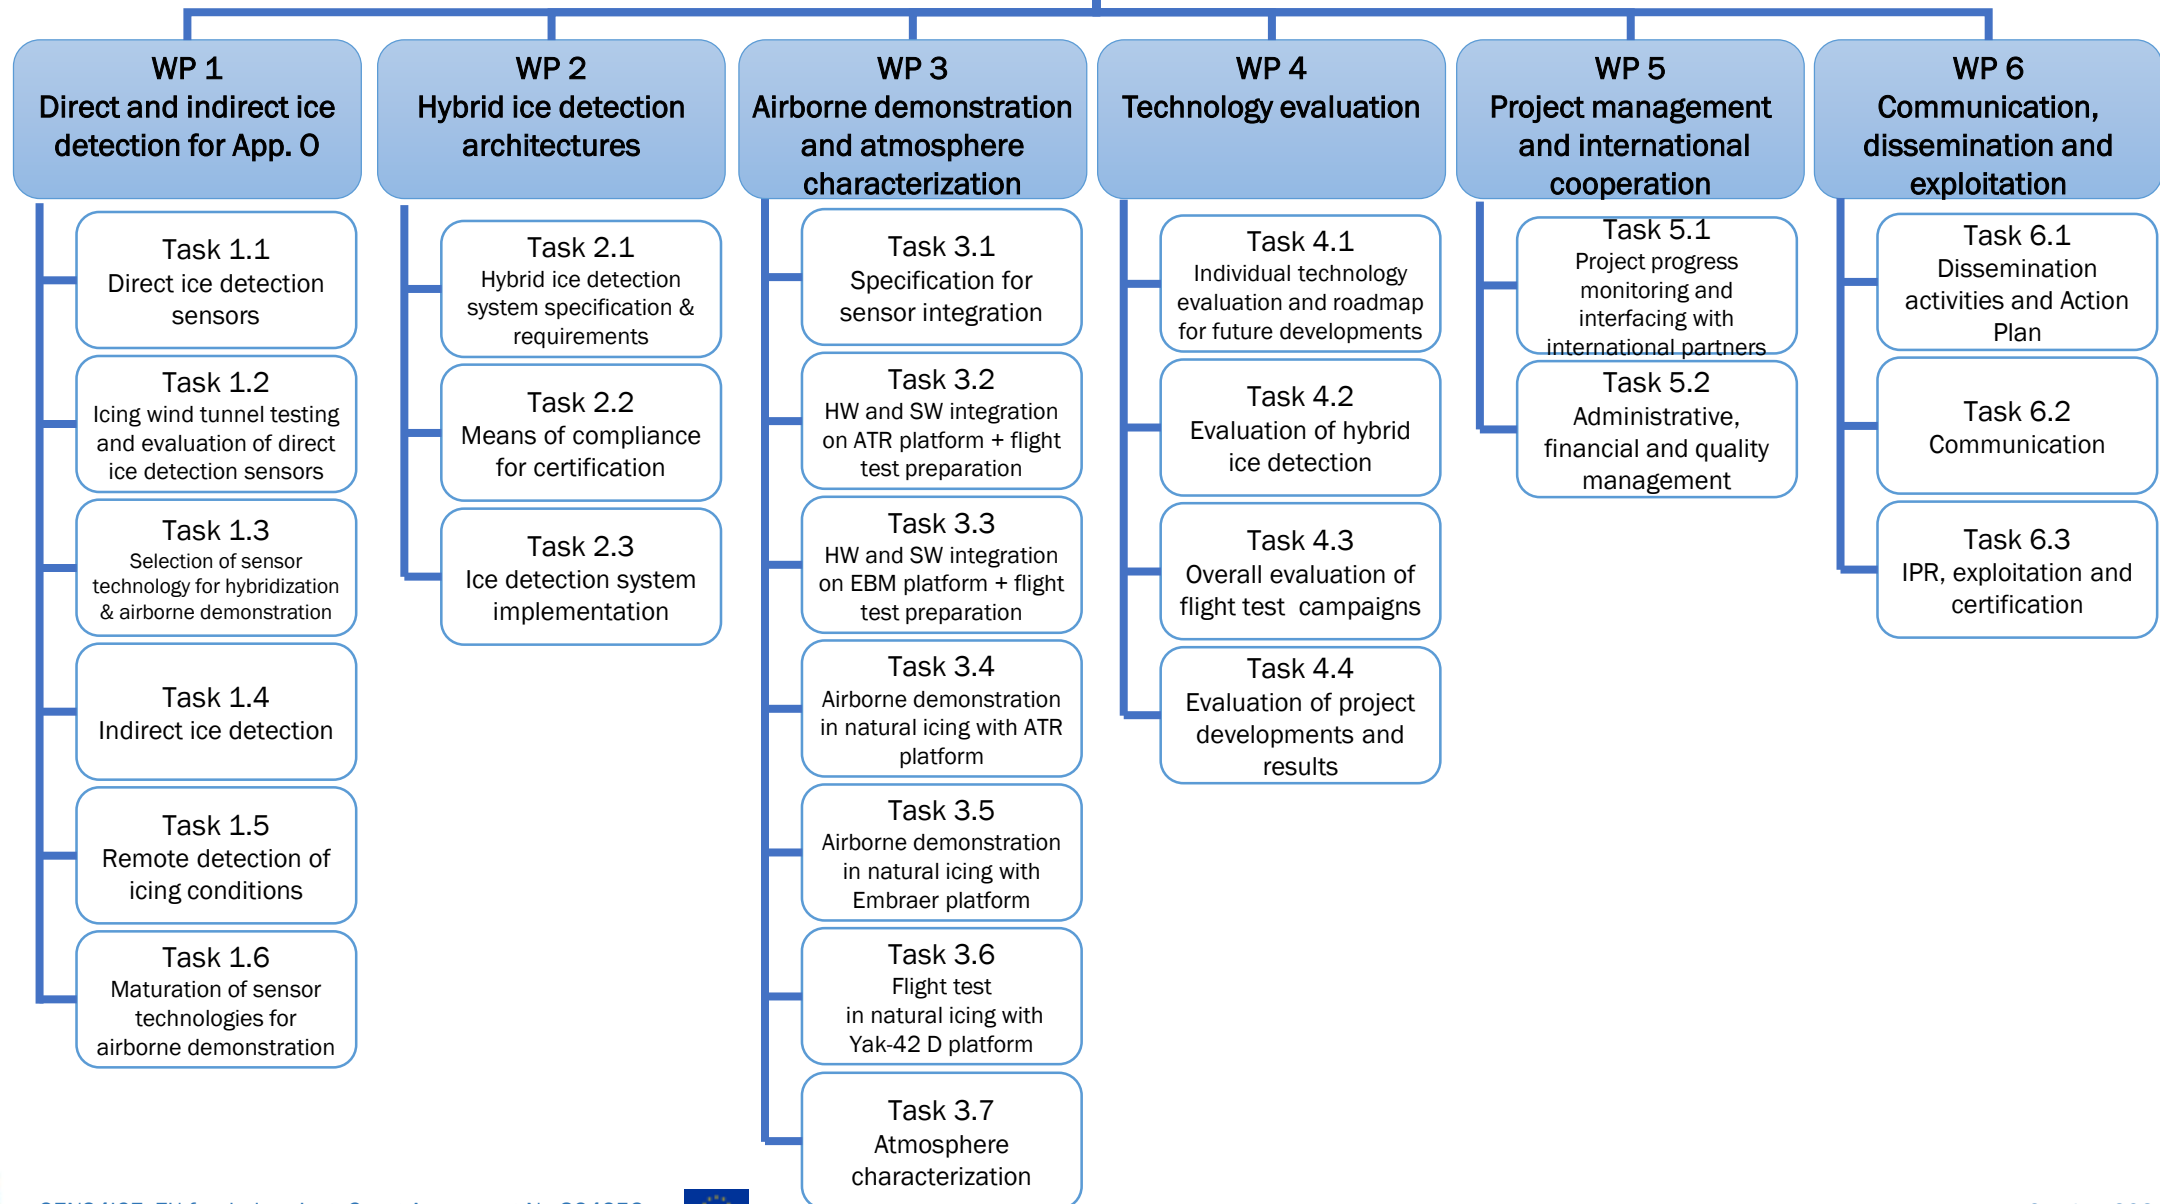 WP 1
Direct and indirect ice
detection for App. O
Task 1.1
Direct ice detection
sensors
Task 1.2
Icing wind tunnel testing
and evaluation of direct
ice detection sensors
Task 1.3
Selection of sensor
technology for hybridization
& airborne demonstration
Task 1.4
Indirect ice detection
Task 1.5
Remote detection of
icing conditions
Task 1.6
Maturation of sensor
technologies for
airborne demonstration
WP 2
Hybrid ice detection
architectures
Task 2.1
Hybrid ice detection
system specification &
requirements
Task 2.2
Means of compliance
for certification
Task 2.3
Ice detection system
implementation
WP 3
Airborne demonstration
and atmosphere
characterization
Task 3.1
Specification for
sensor integration
Task 3.2
HW and SW integration
on ATR platform + flight
test preparation
Task 3.3
HW and SW integration
on EBM platform + flight
test preparation
Task 3.4
Airborne demonstration
in natural icing with ATR
platform
Task 3.5
Airborne demonstration
in natural icing with
Embraer platform
Task 3.6
Flight test
in natural icing with
Yak-42 D platform
Task 3.7
Atmosphere
characterization
WP 4
Technology evaluation
Task 4.1
Individual technology
evaluation and roadmap
for future developments
Task 4.2
Evaluation of hybrid
ice detection
Task 4.3
Overall evaluation of
flight test campaigns
Task 4.4
Evaluation of project
developments and
results
WP 5
Project management
and international
cooperation
Task 5.1
Project progress
monitoring and
interfacing with
international partners
Task 5.2
Administrative,
financial and quality
management
WP 6
Communication,
dissemination and
exploitation
Task 6.1
Dissemination
activities and Action
Plan
Task 6.2
Communication
Task 6.3
IPR, exploitation and
certification